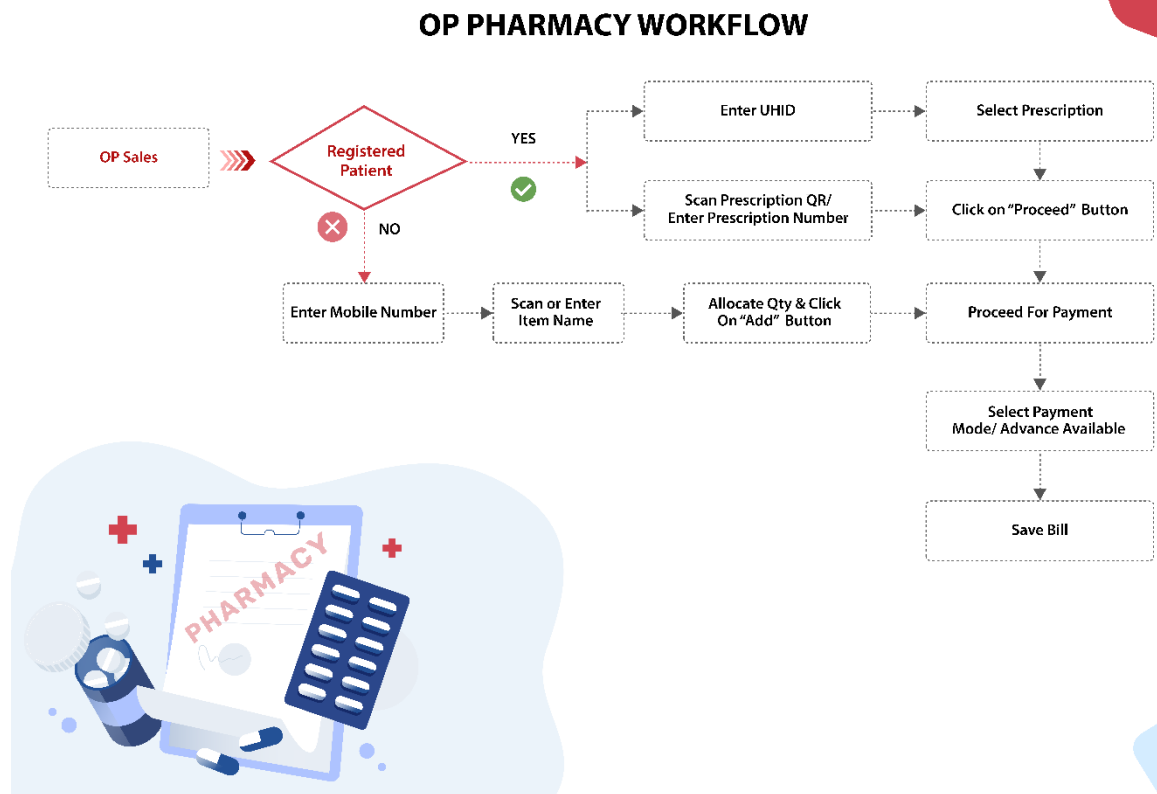 OP PHARMACY WORKFLOW
OP Sales
Registered
Patient
YES
NO
Enter UHID
Select Prescription
Scan Prescription QR/
Enter Prescription Number
Click on “Proceed” Button
Enter Mobile Number
Scan or Enter
Item Name
Allocate Qty & Click
On “Add” Button
Proceed For Payment
Select Payment
Mode/ Advance Available
Save Bill
PHARMACY